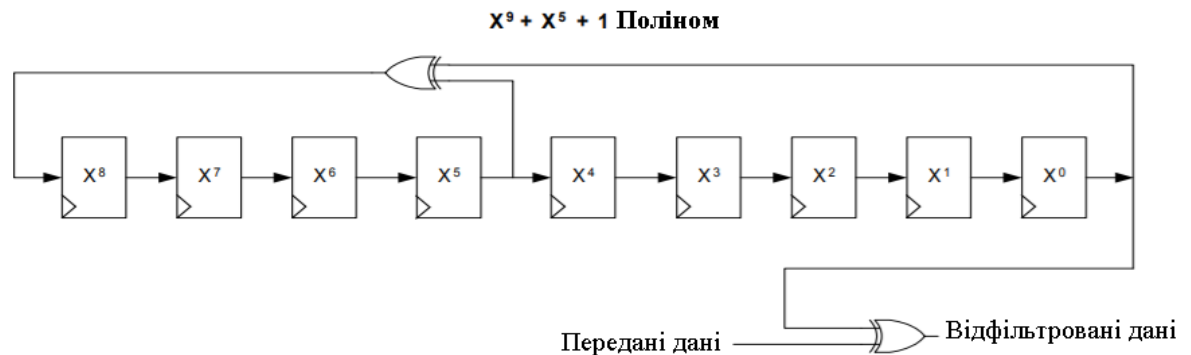 X⁹ + X⁵ + 1 Поліном
X⁸ X⁷ X⁶ X⁵ X⁴ X³ X² X¹ X⁰
Передані дані
Відфільтровані дані